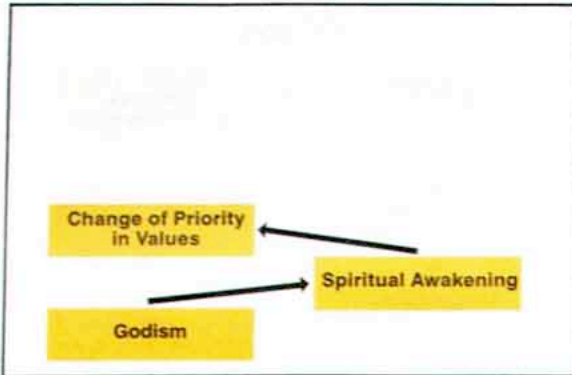 Change of Priority
in Values
Spiritual Awakening
Godism